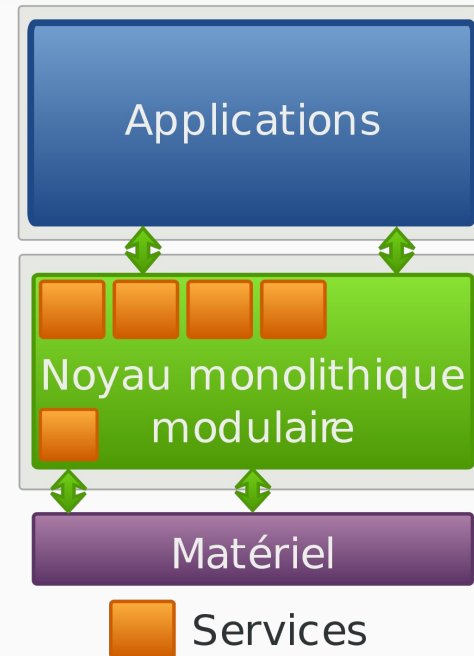 Applications
Noyau monolithique
modulaire
Matériel
Services